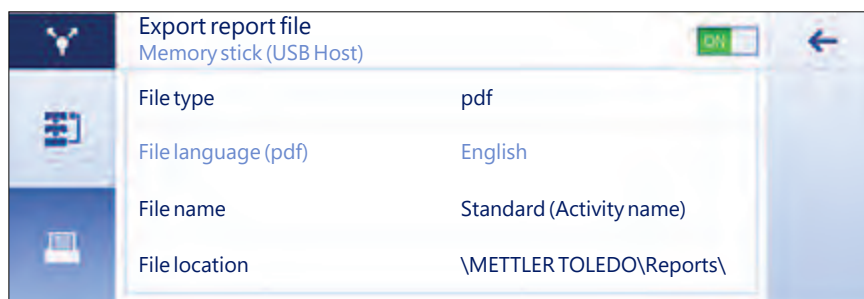 Export report file
Memory stick (USB Host)
ON
File type pdf
File language (pdf) English
File name Standard (Activity name)
File location \METTLER TOLEDO\Reports\